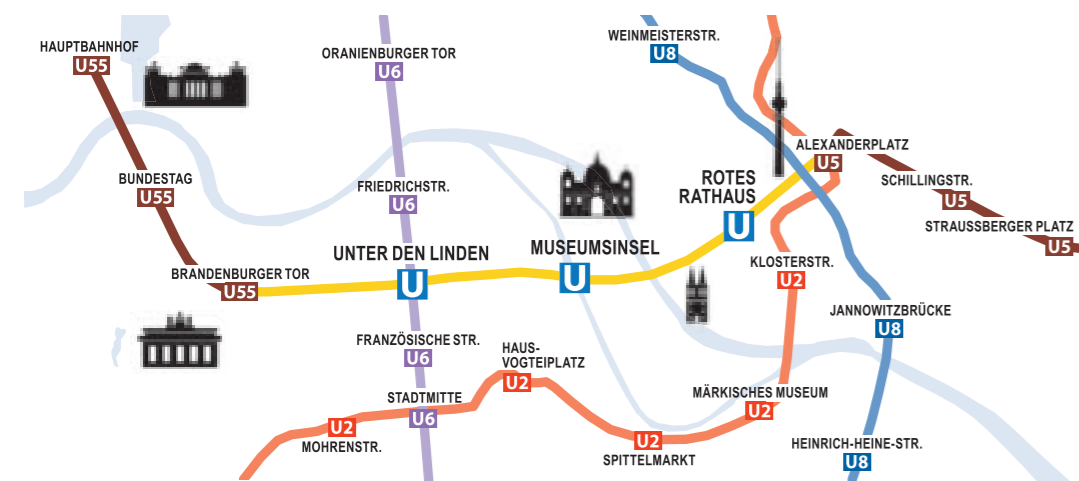 HAUPTBAHNHOF
U55
BUNDESTAG
U55
BRANDENBURGER TOR
U55
ORANIENBURGER TOR
U6
FRIEDRICHSTR.
U6
UNTER DEN LINDEN
U
FRANZÖSISCHE STR.
U6
STADTMITTE
U6
U2
MOHRENSTR.
HAUS-
VOGTEIPLATZ
U2
U2
SPITTELMARKT
MUSEUMSINSEL
U
ROTES
RATHAUS
U
WEINMEISTERSTR.
U8
ALEXANDERPLATZ
U5
SCHILLINGSTR.
U5
STRAUSSBERGER PLATZ
U5
KLOSTERSTR.
U2
JANNOWITZBRÜCKE
U8
MÄRKISCHES MUSEUM
U2
HEINRICH-HEINE-STR.
U8